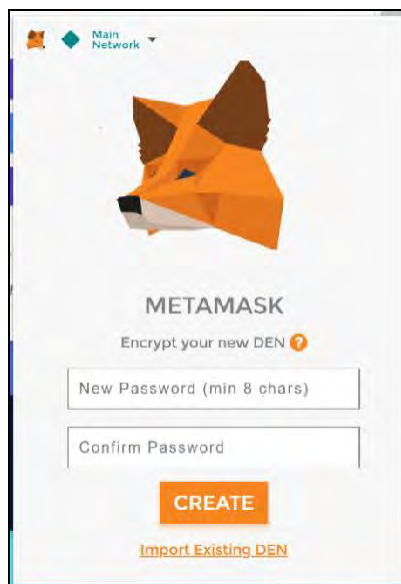 Main
Network
METAMASK
Encrypt your new DEN ?
New Password (min 8 chars)
Confirm Password
CREATE
Import Existing DEN